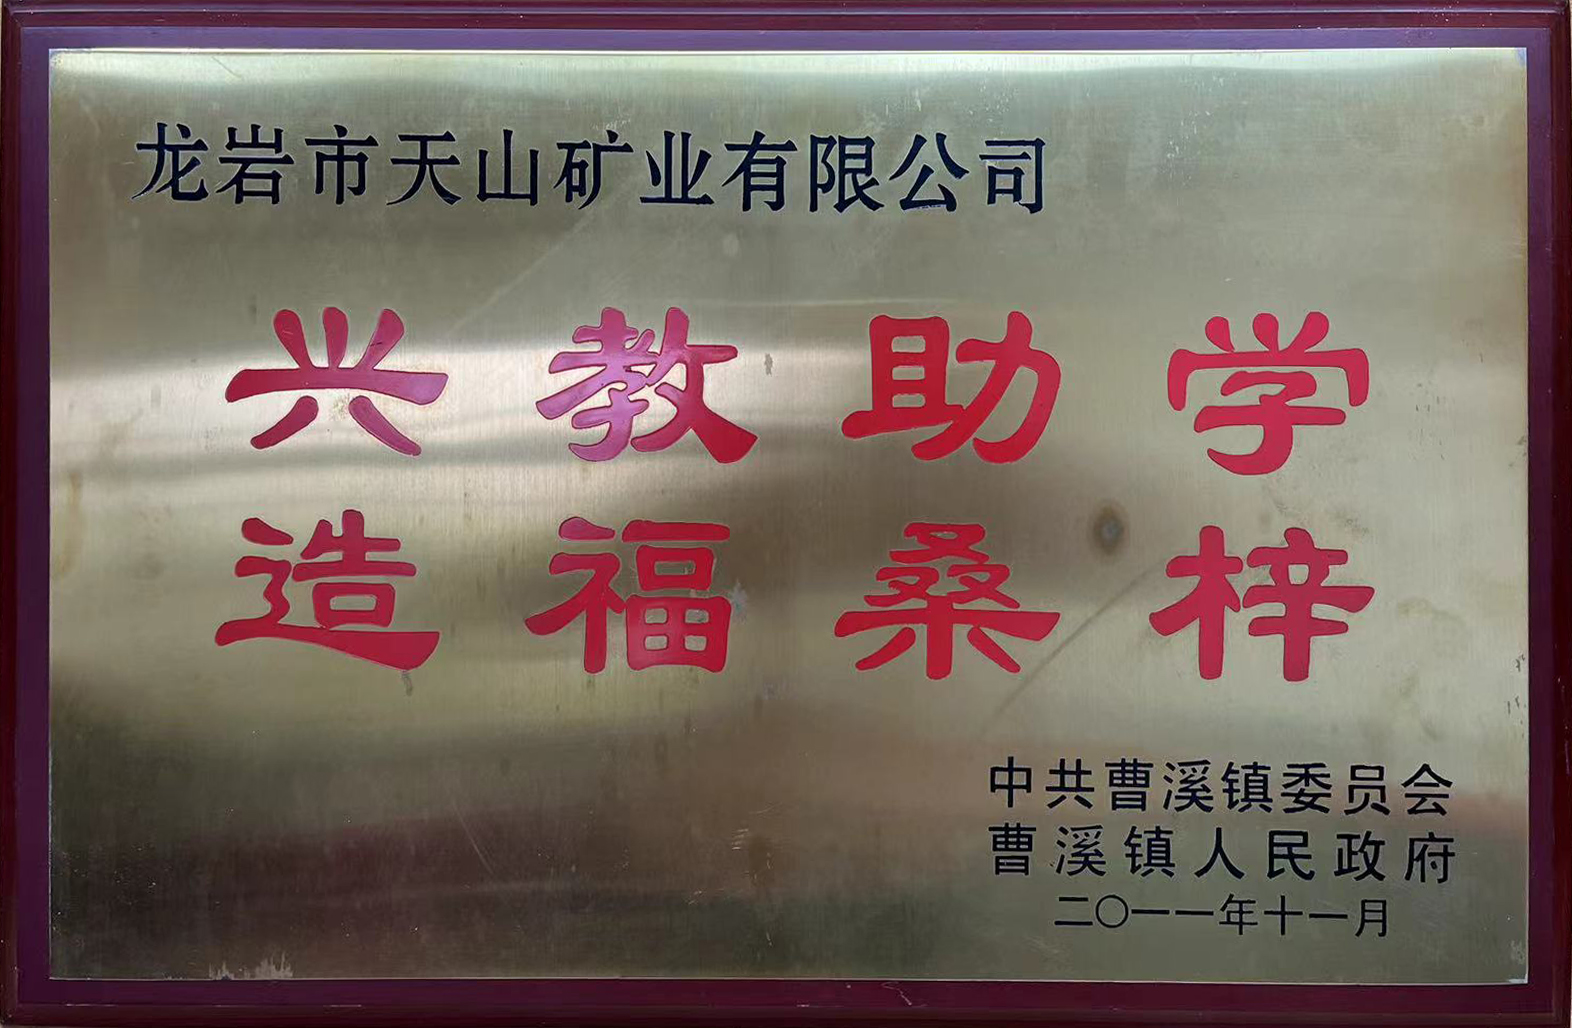 龙岩市天山矿业有限公司
兴教助学
造福桑梓
中共曹溪镇委员会
曹溪镇人民政府
二〇一一年十一月